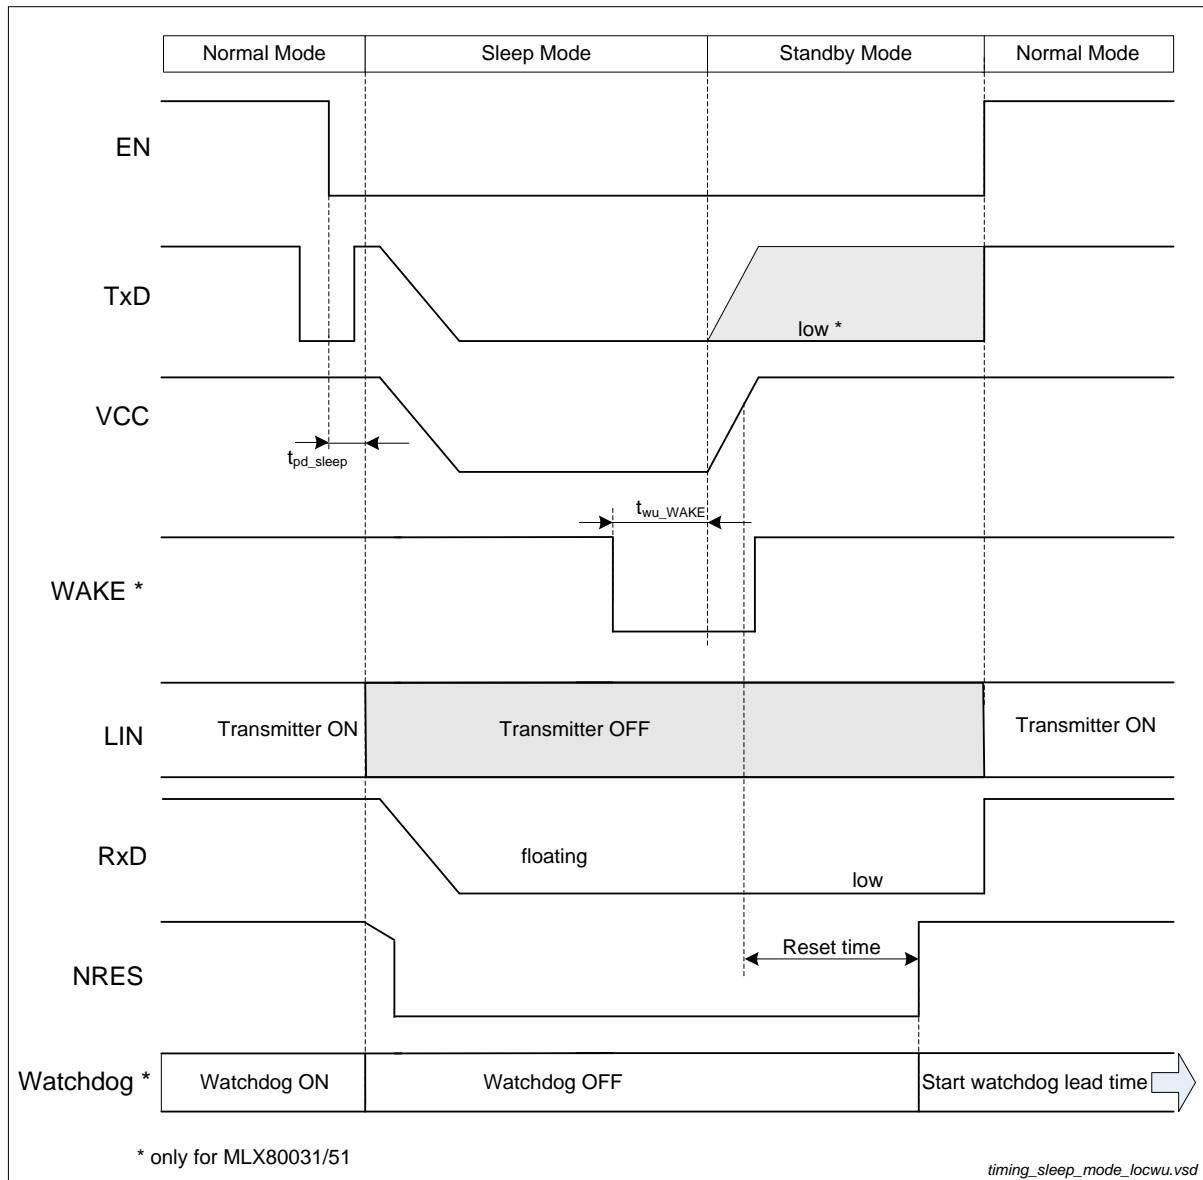 Normal Mode Sleep Mode Standby Mode Normal Mode
EN
TxD
low *
VCC
tpd_sleep
twu_WAKE
WAKE *
LIN
Transmitter ON Transmitter OFF Transmitter ON
RxD
floating
low
Reset time
NRES
Watchdog * Watchdog ON Watchdog OFF Start watchdog lead time
* only for MLX80031/51
timing_sleep_mode_locwu.vsd